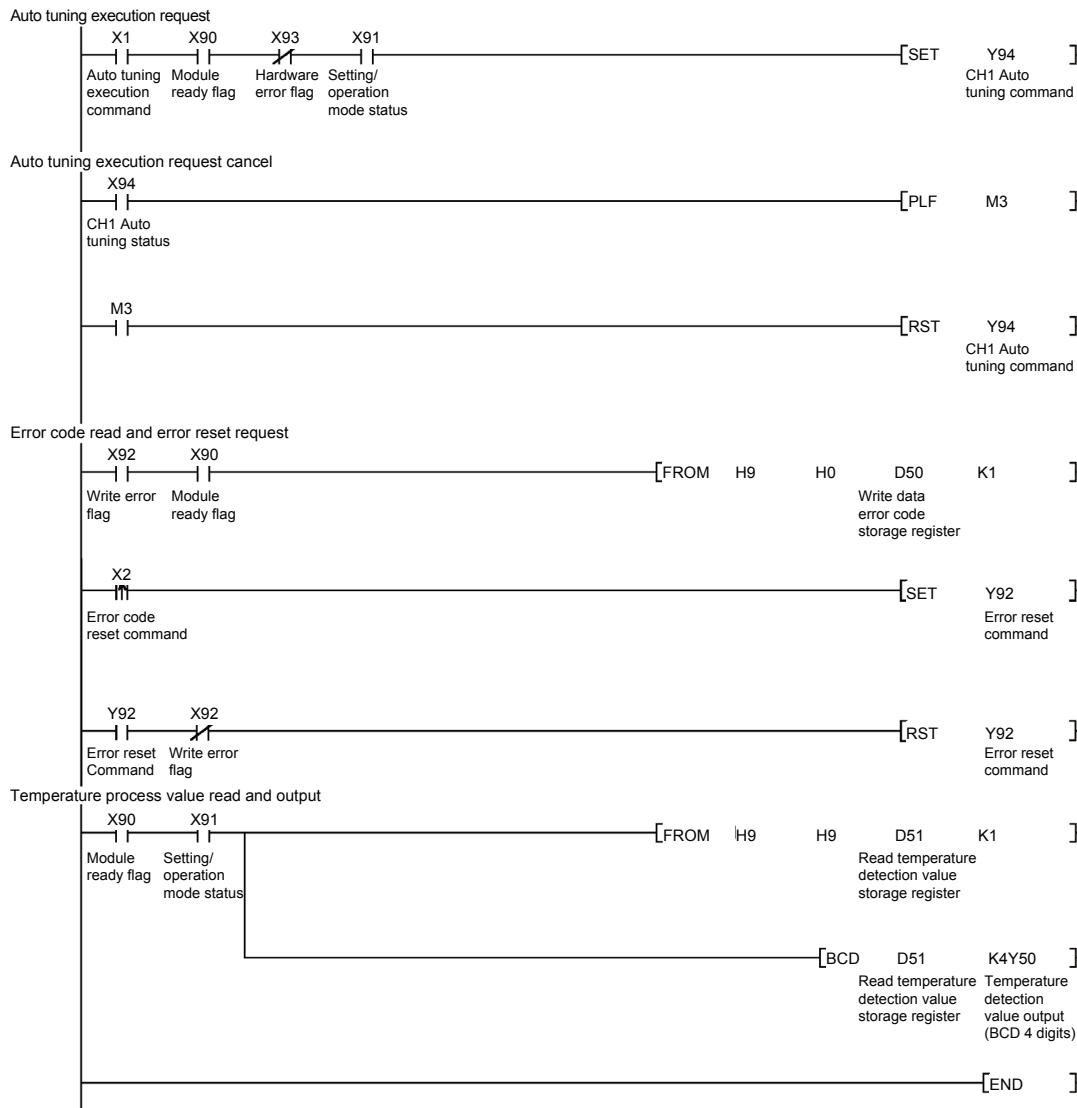 Auto tuning execution request
X1 X90 X93 X91
SET Y94
Auto tuning Module Hardware Setting/
CH1 Auto
execution ready flag error flag operation
tuning command
command mode status
Auto tuning execution request cancel
X94
PLF M3
CH1 Auto
tuning status
M3
RST Y94
CH1 Auto
tuning command
Error code read and error reset request
X92 X90
FROM H9 H0 D50 K1
Write error Module
Write data
flag ready flag
error code
storage register
X2
SET Y92
Error code
Error reset
reset command
command
Y92 X92
RST Y92
Error reset Write error
Error reset
Command flag
command
Temperature process value read and output
X90 X91
FROM H9 H9 D51 K1
Module Setting/
Read temperature
ready flag operation
detection value
mode status
storage register
BCD D51 K4Y50
Read temperature Temperature
detection value detection
storage register value output
(BCD 4 digits)
END